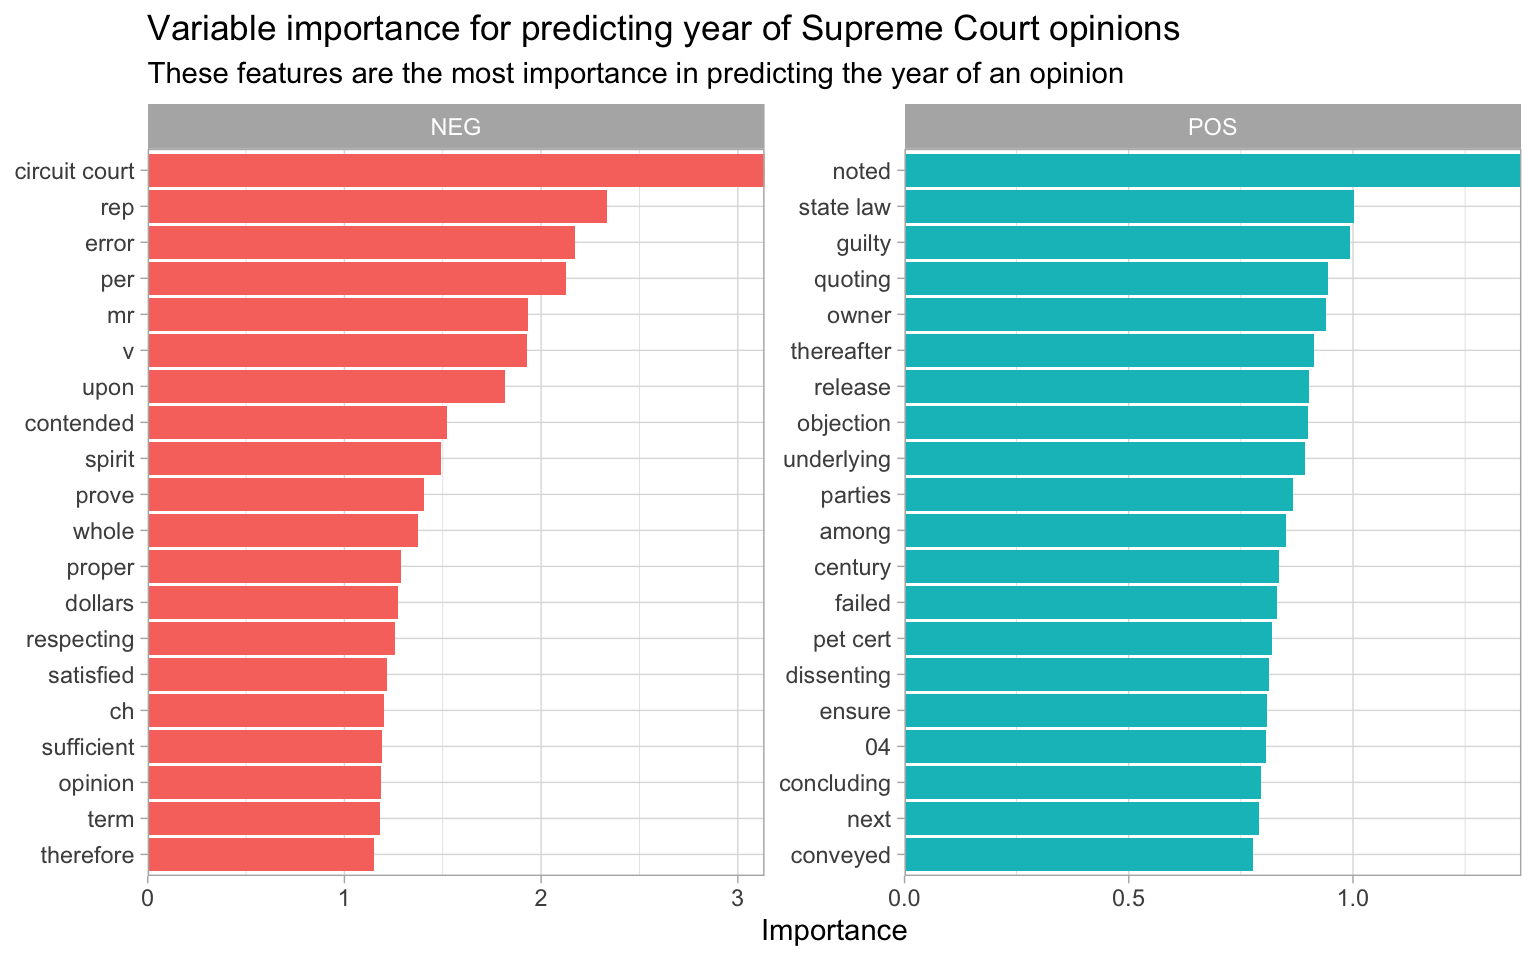 Variable importance for predicting year of Supreme Court opinions
These features are the most importance in predicting the year of an opinion
NEG
circuit court
rep
error
per
mr
v
upon
contended
spirit
prove
whole
proper
dollars
respecting
satisfied
ch
sufficient
opinion
term
therefore
0 1 2 3
POS
noted
state law
guilty
quoting
owner
thereafter
release
objection
underlying
parties
among
century
failed
pet cert
dissenting
ensure
04
concluding
next
conveyed
0.0 0.5 1.0
Importance